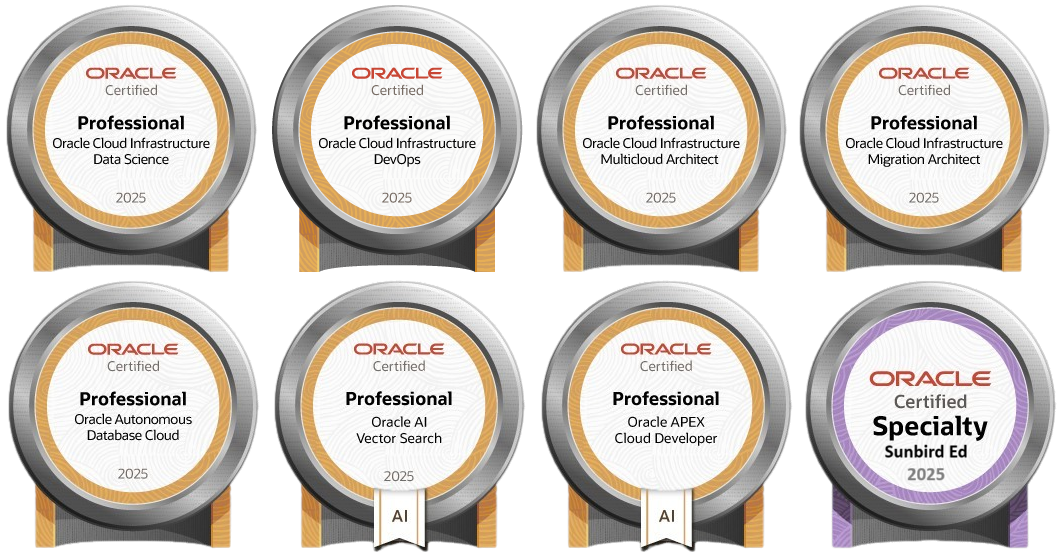 ORACLE
Certified
Professional
Oracle Cloud Infrastructure
Data Science
2025
ORACLE
Certified
Professional
Oracle Cloud Infrastructure
DevOps
2025
ORACLE
Certified
Professional
Oracle Cloud Infrastructure
Multicloud Architect
2025
ORACLE
Certified
Professional
Oracle Cloud Infrastructure
Migration Architect
2025
ORACLE
Certified
Professional
Oracle Autonomous
Database Cloud
2025
ORACLE
Certified
Professional
Oracle AI
Vector Search
2025
AI
ORACLE
Certified
Professional
Oracle APEX
Cloud Developer
AI
ORACLE
Certified
Specialty
Sunbird Ed
2025